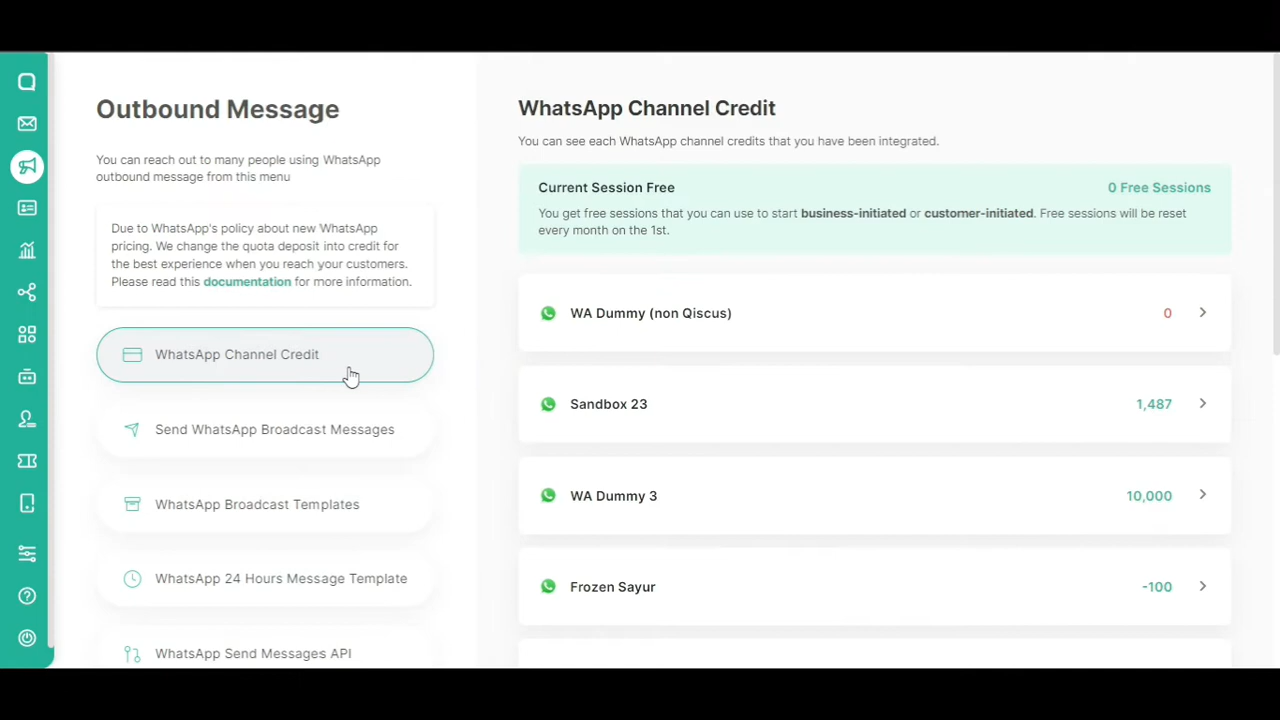 Outbound Message
You can reach out to many people using WhatsApp
outbound message from this menu
Due to WhatsApp's policy about new WhatsApp
pricing. We change the quota deposit into credit for
the best experience when you reach your customers.
Please read this documentation for more information.
WhatsApp Channel Credit
Send WhatsApp Broadcast Messages
WhatsApp Broadcast Templates
WhatsApp 24 Hours Message Template
WhatsApp Send Messages API
WhatsApp Channel Credit
You can see each WhatsApp channel credits that you have been integrated.
Current Session Free 0 Free Sessions
You get free sessions that you can use to start business-initiated or customer-initiated. Free sessions will be reset
every month on the 1st.
WA Dummy (non Qiscus) 0
Sandbox 23 1,487
WA Dummy 3 10,000
Frozen Sayur -100